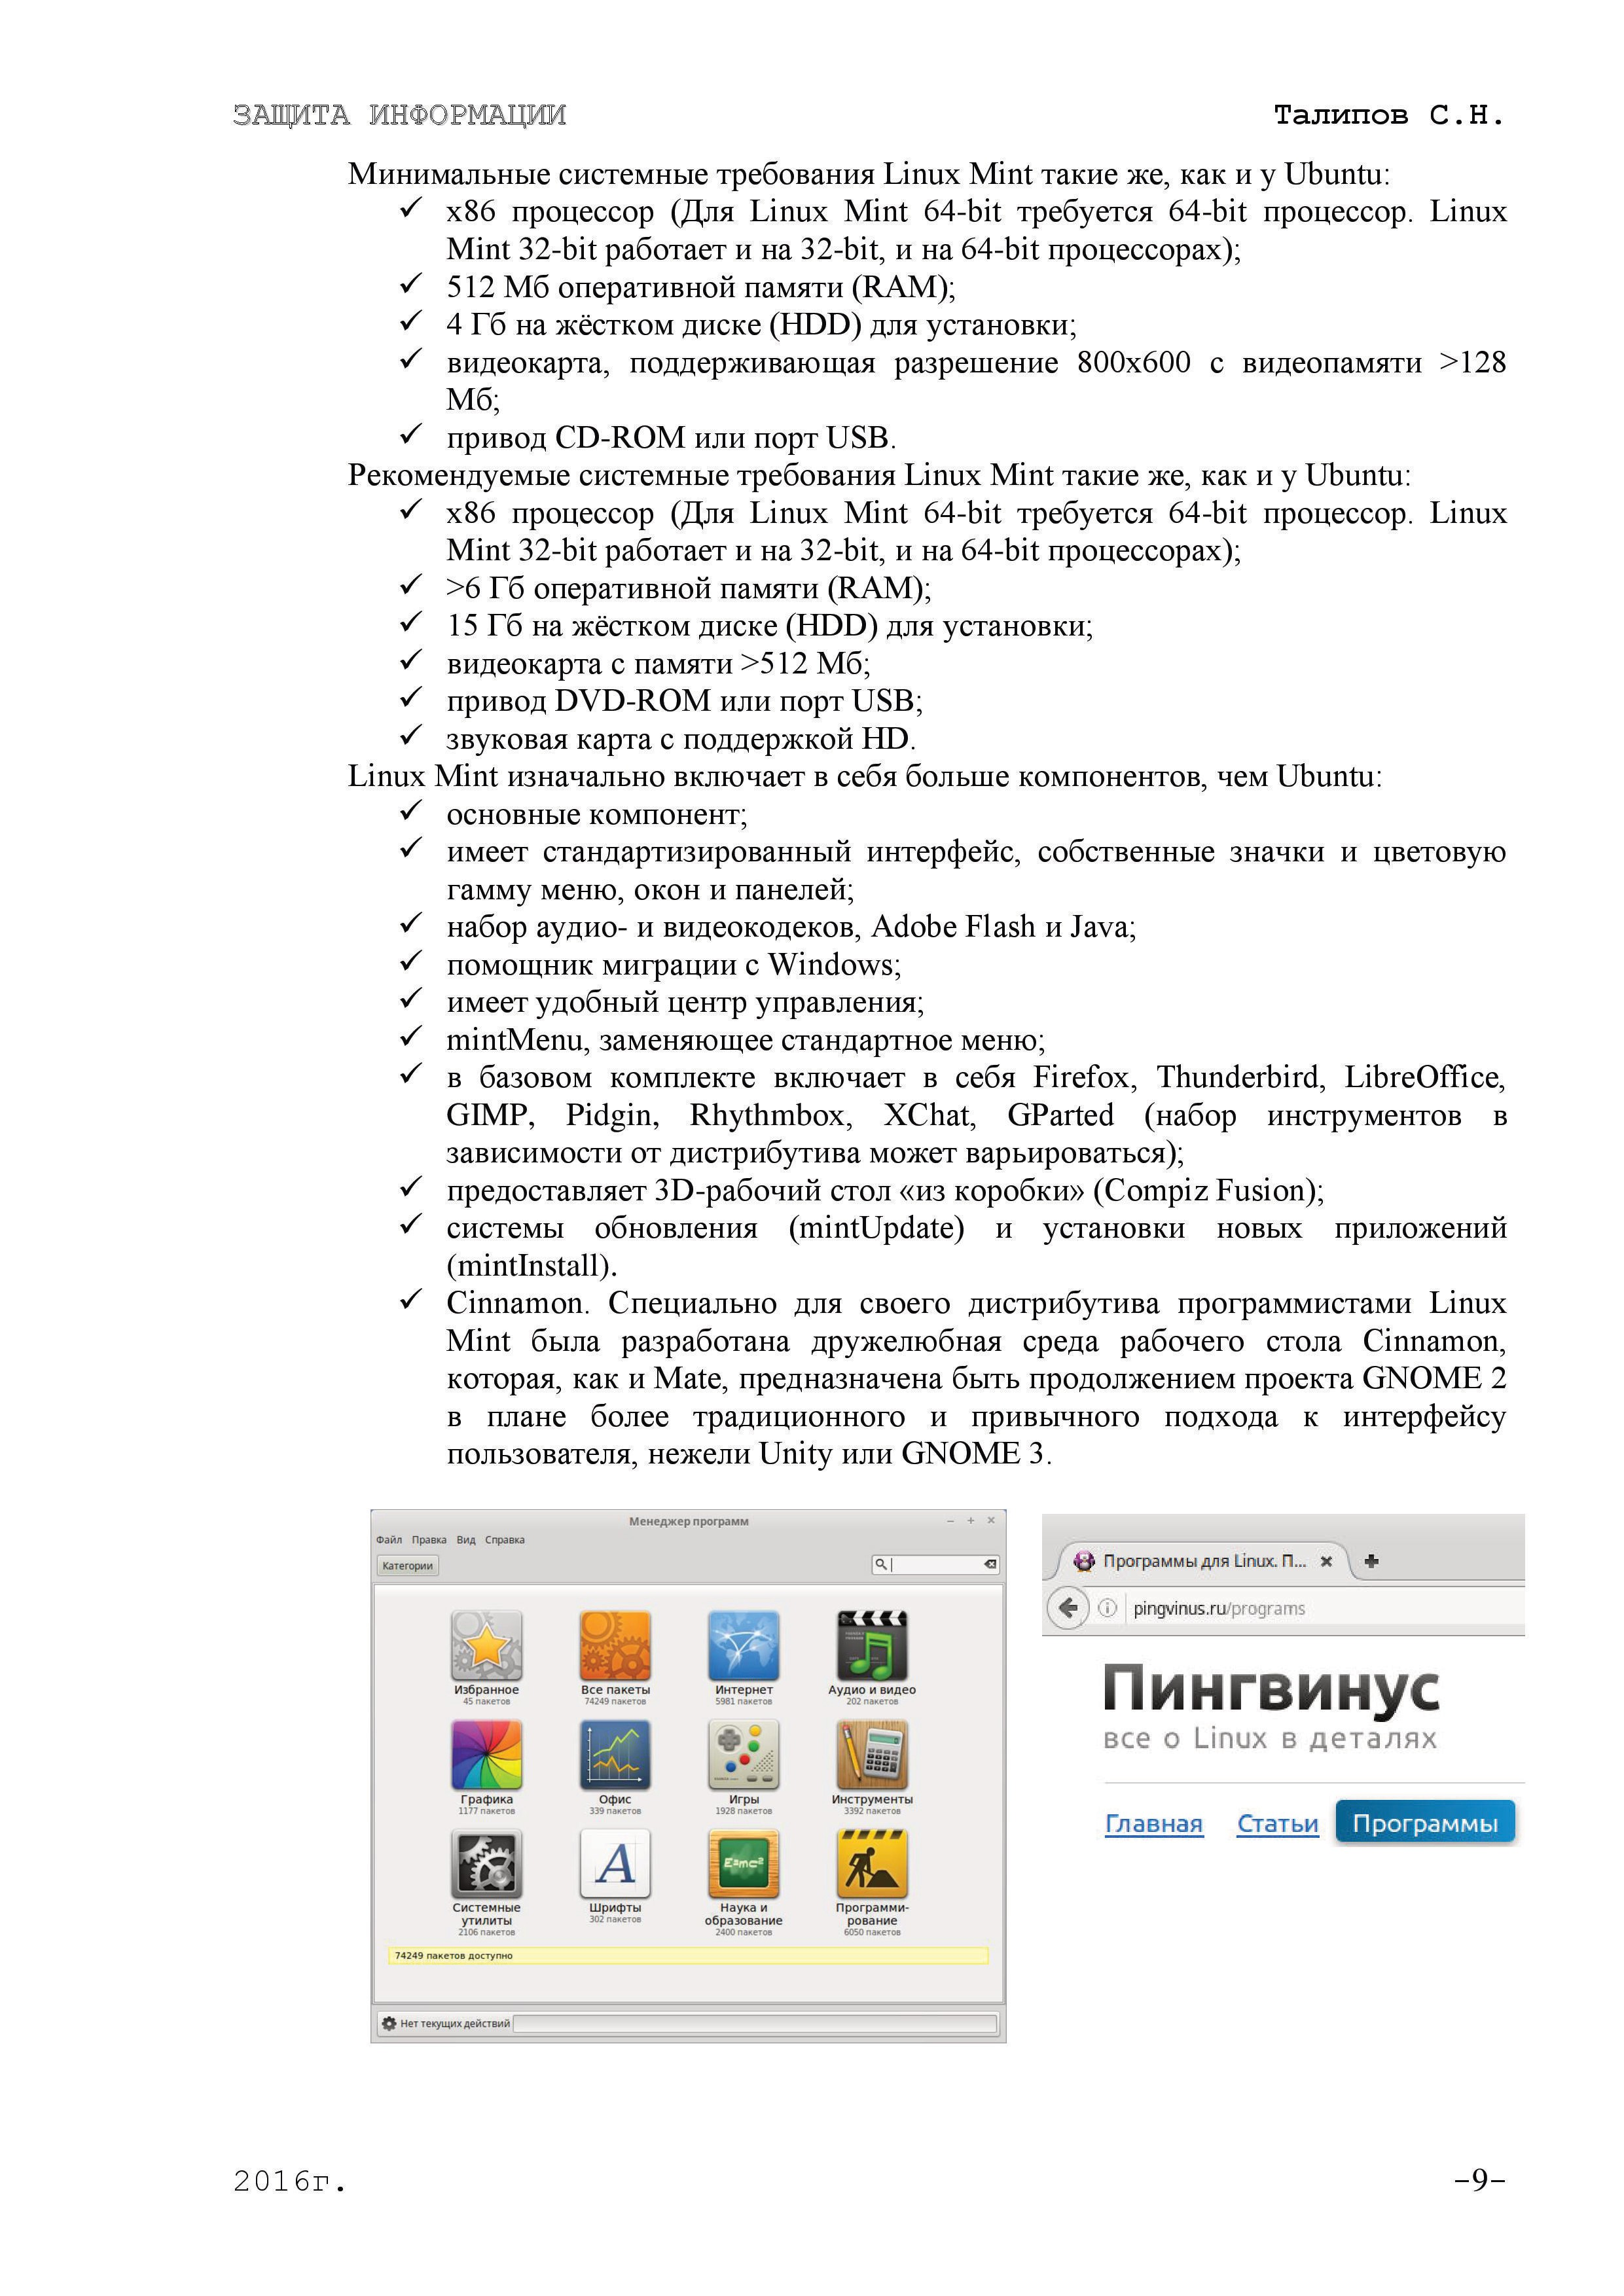 ЗАЩИТА ИНФОРМАЦИИ Талипов С.Н.
Минимальные системные требования Linux Mint такие же, как и у Ubuntu:
✓ x86 процессор (Для Linux Mint 64-bit требуется 64-bit процессор. Linux
Mint 32-bit работает и на 32-bit, и на 64-bit процессорах);
✓ 512 Мб оперативной памяти (RAM);
✓ 4 Гб на жёстком диске (HDD) для установки;
✓ видеокарта, поддерживающая разрешение 800x600 с видеопамяти >128
Мб;
✓ привод CD-ROM или порт USB.
Рекомендуемые системные требования Linux Mint такие же, как и у Ubuntu:
✓ x86 процессор (Для Linux Mint 64-bit требуется 64-bit процессор. Linux
Mint 32-bit работает и на 32-bit, и на 64-bit процессорах);
✓ >6 Гб оперативной памяти (RAM);
✓ 15 Гб на жёстком диске (HDD) для установки;
✓ видеокарта с памяти >512 Мб;
✓ привод DVD-ROM или порт USB;
✓ звуковая карта с поддержкой HD.
Linux Mint изначально включает в себя больше компонентов, чем Ubuntu:
✓ основные компонент;
✓ имеет стандартизированный интерфейс, собственные значки и цветовую
гамму меню, окон и панелей;
✓ набор аудио- и видеокодеков, Adobe Flash и Java;
✓ помощник миграции с Windows;
✓ имеет удобный центр управления;
✓ mintMenu, заменяющее стандартное меню;
✓ в базовом комплекте включает в себя Firefox, Thunderbird, LibreOffice,
GIMP, Pidgin, Rhythmbox, XChat, GParted (набор инструментов в
зависимости от дистрибутива может варьироваться);
✓ предоставляет 3D-рабочий стол «из коробки» (Compiz Fusion);
✓ системы обновления (mintUpdate) и установки новых приложений
(mintInstall).
✓ Cinnamon. Специально для своего дистрибутива программистами Linux
Mint была разработана дружелюбная среда рабочего стола Cinnamon,
которая, как и Mate, предназначена быть продолжением проекта GNOME 2
в плане более традиционного и привычного подхода к интерфейсу
пользователя, нежели Unity или GNOME 3.
Менеджер программ
Файл Правка Вид Справка
Категории
Избранное Все пакеты Интернет Аудио и видео
45 пакетов 74249 пакетов 5981 пакетов 202 пакетов
Графика Офис Игры Инструменты
1177 пакетов 339 пакетов 1928 пакетов 3392 пакетов
E=mc²
Системные Шрифты Наука и Программи-
утилиты 302 пакетов образование рование
2106 пакетов 2400 пакетов 6050 пакетов
74249 пакетов доступно
Нет текущих действий
Программы для Linux. П...
pingvinus.ru/programs
Пингвинус
все о Linux в деталях
Главная Статьи Программы
2016г. -9-